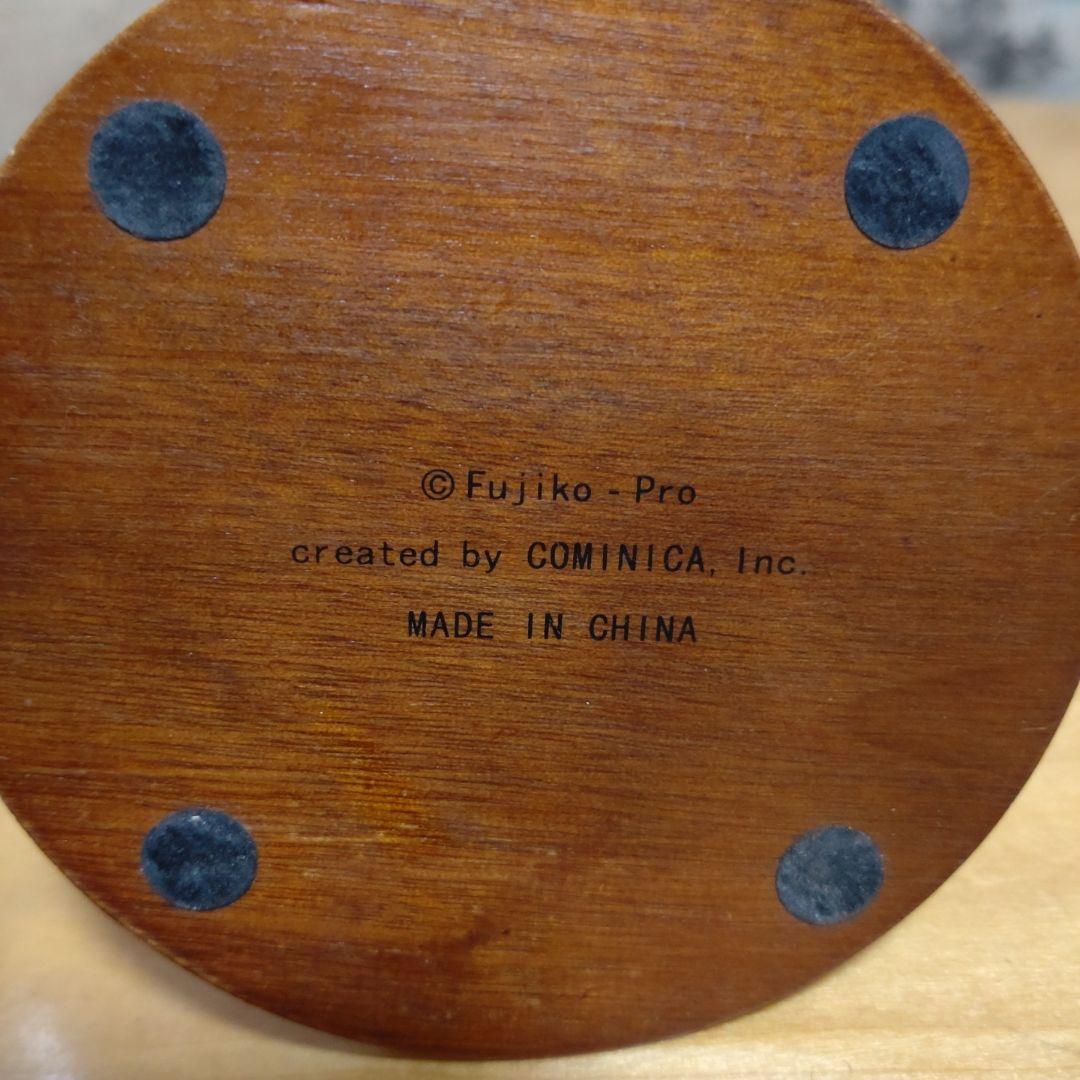 ©Fujiko - Pro
created by COMINICA, Inc.
MADE IN CHINA